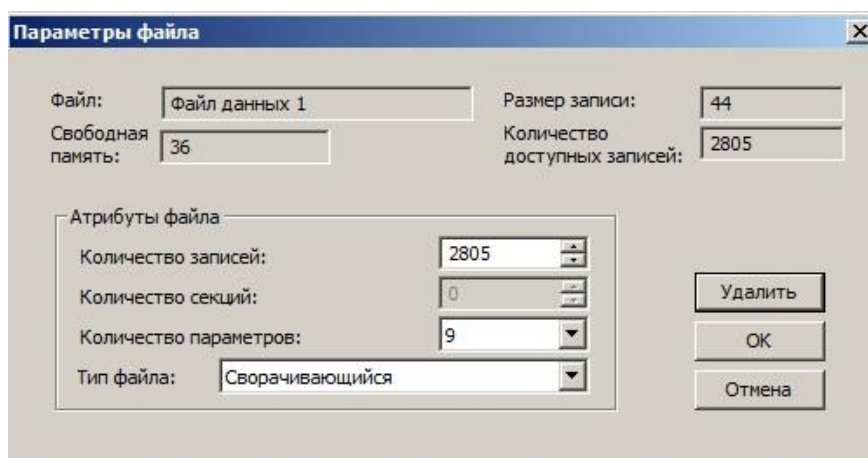 Параметры файла
Файл: Файл данных 1 Размер записи: 44
Свободная память: 36 Количество доступных записей: 2805
Атрибуты файла
Количество записей: 2805
Количество секций: 0
Количество параметров: 9
Тип файла: Сворачивающийся
Удалить
OK
Отмена